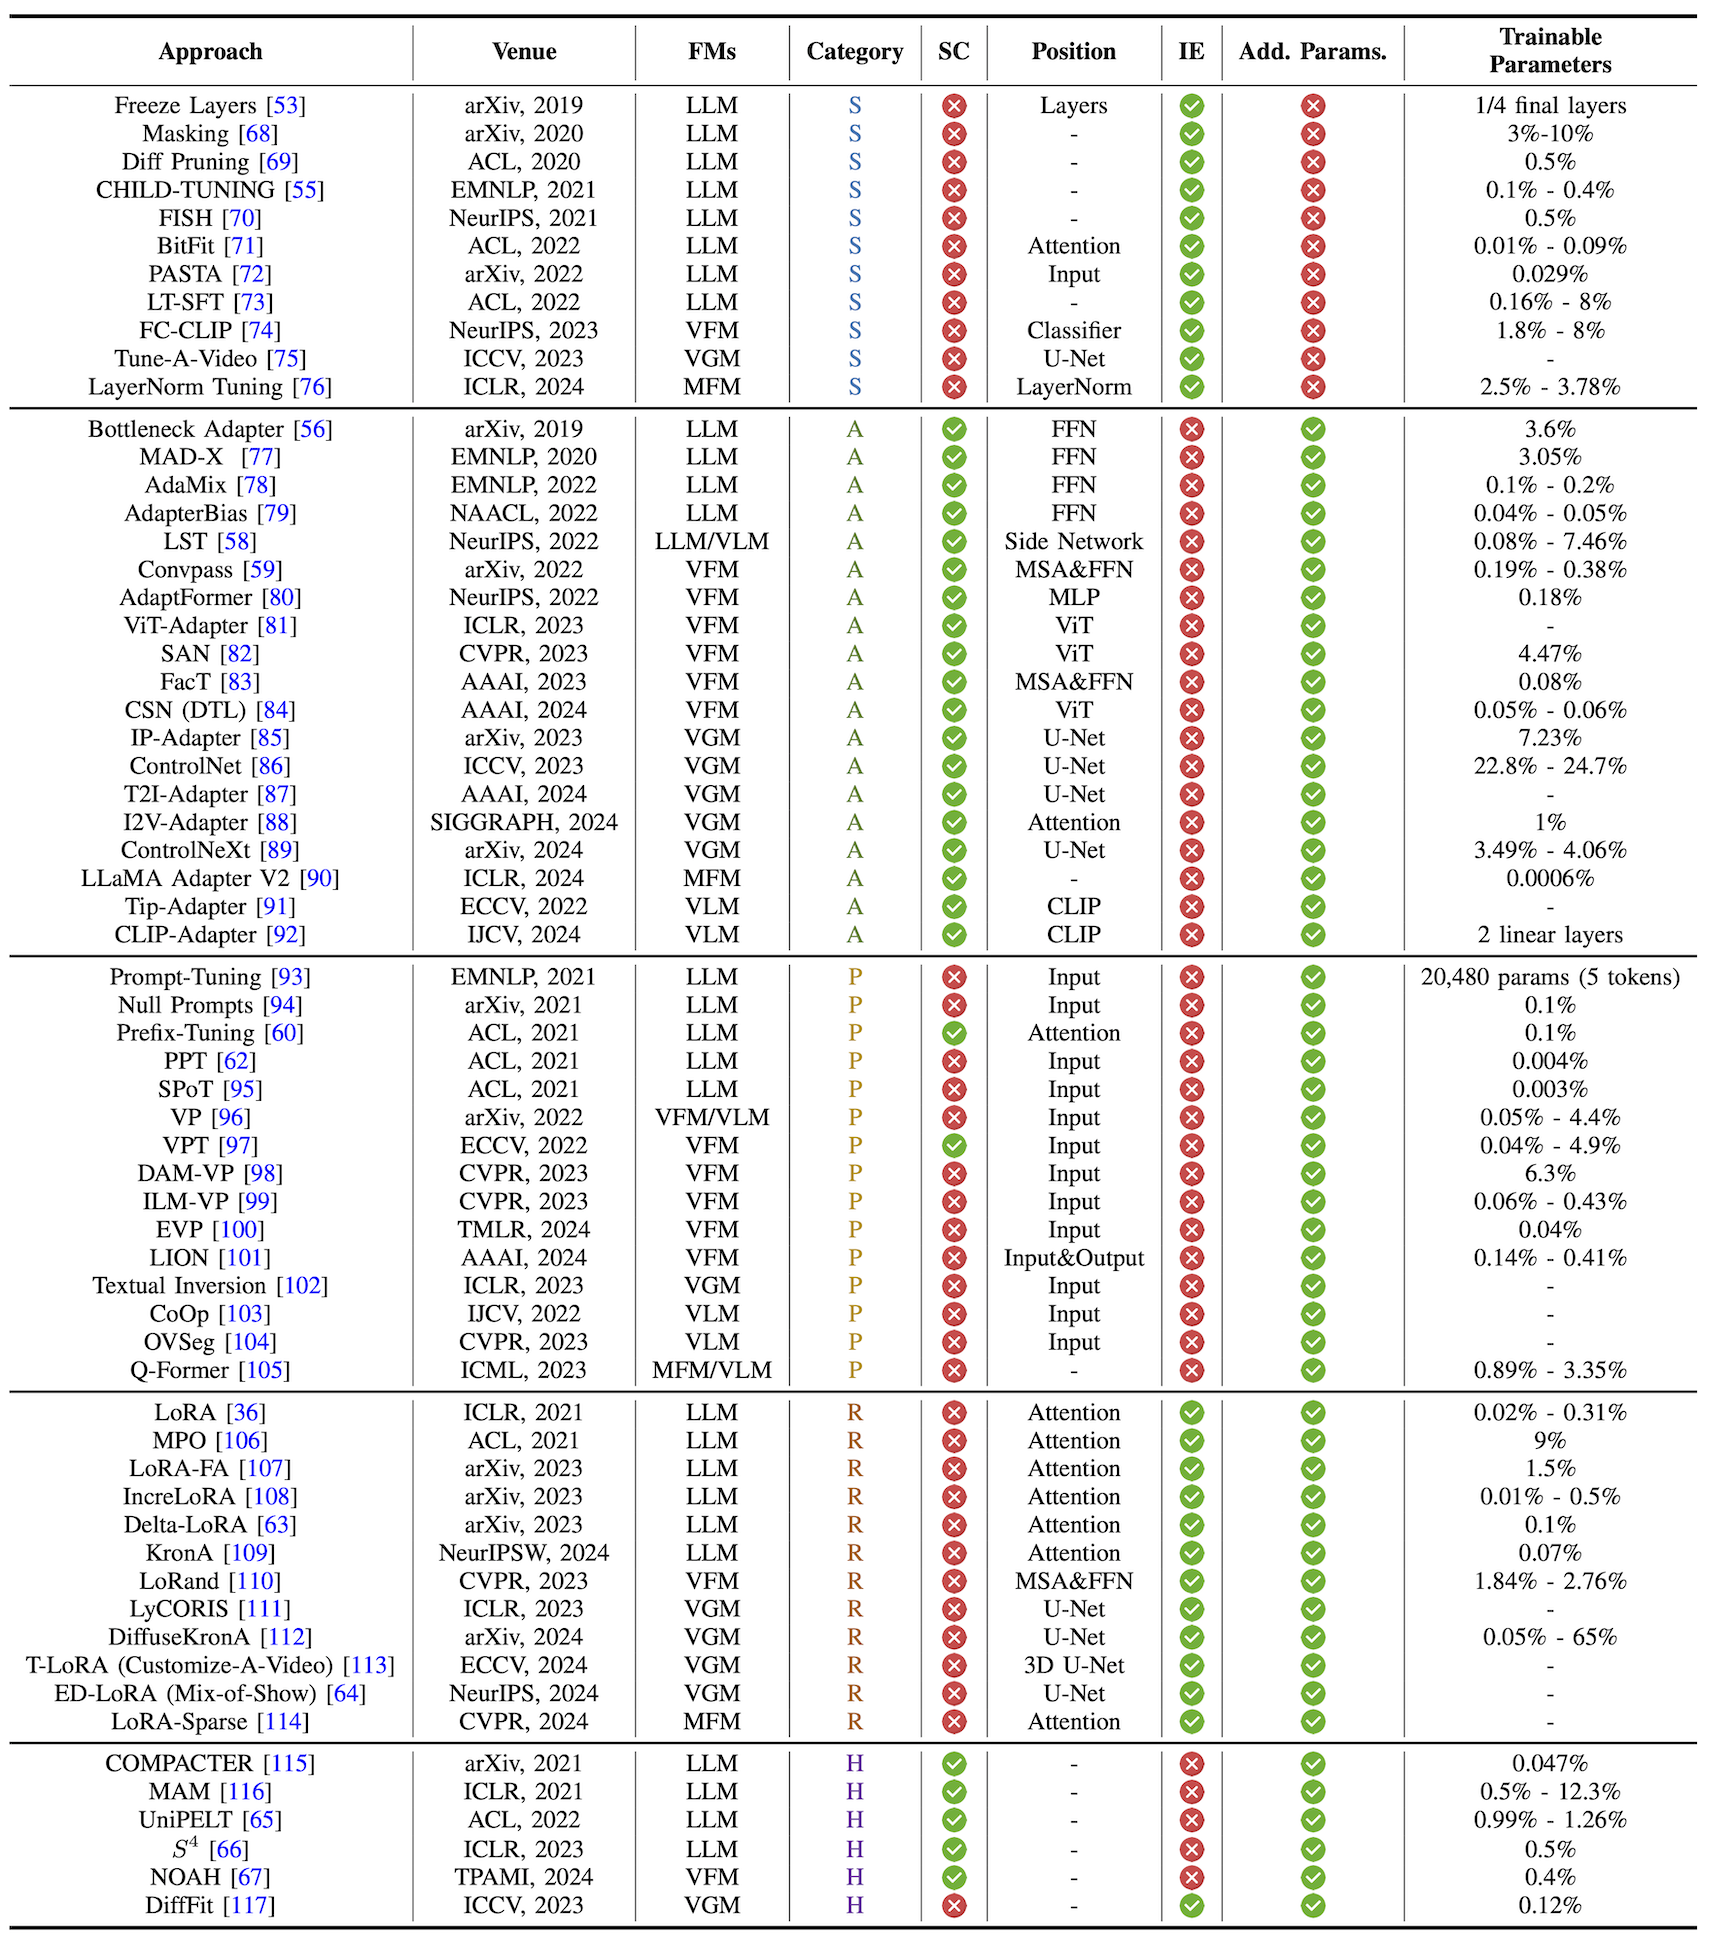 Approach Venue FMs Category SC Position IE Add. Params. Trainable Parameters
Freeze Layers [53] arXiv, 2019 LLM S Layers 1/4 final layers
Masking [68] arXiv, 2020 LLM S - 3%-10%
Diff Pruning [69] ACL, 2020 LLM S - 0.5%
CHILD-TUNING [55] EMNLP, 2021 LLM S - 0.1% - 0.4%
FISH [70] NeurIPS, 2021 LLM S - 0.5%
BitFit [71] ACL, 2022 LLM S Attention 0.01% - 0.09%
PASTA [72] arXiv, 2022 LLM S Input 0.029%
LT-SFT [73] ACL, 2022 LLM S - 0.16% - 8%
FC-CLIP [74] NeurIPS, 2023 VFM S Classifier 1.8% - 8%
Tune-A-Video [75] ICCV, 2023 VGM S U-Net -
LayerNorm Tuning [76] ICLR, 2024 MFM S LayerNorm 2.5% - 3.78%
Bottleneck Adapter [56] arXiv, 2019 LLM A FFN 3.6%
MAD-X [77] EMNLP, 2020 LLM A FFN 3.05%
AdaMix [78] EMNLP, 2022 LLM A FFN 0.1% - 0.2%
AdapterBias [79] NAACL, 2022 LLM A FFN 0.04% - 0.05%
LST [58] NeurIPS, 2022 LLM/VLM A Side Network 0.08% - 7.46%
Convpass [59] arXiv, 2022 VFM A MSA&FFN 0.19% - 0.38%
AdaptFormer [80] NeurIPS, 2022 VFM A MLP 0.18%
ViT-Adapter [81] ICLR, 2023 VFM A ViT -
SAN [82] CVPR, 2023 VFM A ViT 4.47%
FacT [83] AAAI, 2023 VFM A MSA&FFN 0.08%
CSN (DTL) [84] AAAI, 2024 VFM A ViT 0.05% - 0.06%
IP-Adapter [85] arXiv, 2023 VGM A U-Net 7.23%
ControlNet [86] ICCV, 2023 VGM A U-Net 22.8% - 24.7%
T2I-Adapter [87] AAAI, 2024 VGM A U-Net -
I2V-Adapter [88] SIGGRAPH, 2024 VGM A Attention 1%
ControlNeXt [89] arXiv, 2024 VGM A U-Net 3.49% - 4.06%
LLaMA Adapter V2 [90] ICLR, 2024 MFM A - 0.0006%
Tip-Adapter [91] ECCV, 2022 VLM A CLIP -
CLIP-Adapter [92] IJCV, 2024 VLM A CLIP 2 linear layers
Prompt-Tuning [93] EMNLP, 2021 LLM P Input 20,480 params (5 tokens)
Null Prompts [94] arXiv, 2021 LLM P Input 0.1%
Prefix-Tuning [60] ACL, 2021 LLM P Attention 0.1%
PPT [62] ACL, 2021 LLM P Input 0.004%
SPoT [95] ACL, 2021 LLM P Input 0.003%
VP [96] arXiv, 2022 VFM/VLM P Input 0.05% - 4.4%
VPT [97] ECCV, 2022 VFM P Input 0.04% - 4.9%
DAM-VP [98] CVPR, 2023 VFM P Input 6.3%
ILM-VP [99] CVPR, 2023 VFM P Input 0.06% - 0.43%
EVP [100] TMLR, 2024 VFM P Input 0.04%
LION [101] AAAI, 2024 VFM P Input&Output 0.14% - 0.41%
Textual Inversion [102] ICLR, 2023 VGM P Input -
CoOp [103] IJCV, 2022 VLM P Input -
OVSeg [104] CVPR, 2023 VLM P Input -
Q-Former [105] ICML, 2023 MFM/VLM P - 0.89% - 3.35%
LoRA [36] ICLR, 2021 LLM R Attention 0.02% - 0.31%
MPO [106] ACL, 2021 LLM R Attention 9%
LoRA-FA [107] arXiv, 2023 LLM R Attention 1.5%
IncreLoRA [108] arXiv, 2023 LLM R Attention 0.01% - 0.5%
Delta-LoRA [63] arXiv, 2023 LLM R Attention 0.1%
KronA [109] NeurIPSW, 2024 LLM R Attention 0.07%
LoRand [110] CVPR, 2023 VFM R MSA&FFN 1.84% - 2.76%
LyCORIS [111] ICLR, 2023 VGM R U-Net -
DiffuseKronA [112] arXiv, 2024 VGM R U-Net 0.05% - 65%
T-LoRA (Customize-A-Video) [113] ECCV, 2024 VGM R 3D U-Net -
ED-LoRA (Mix-of-Show) [64] NeurIPS, 2024 VGM R U-Net -
LoRA-Sparse [114] CVPR, 2024 MFM R Attention -
COMPACTER [115] arXiv, 2021 LLM H - 0.047%
MAM [116] ICLR, 2021 LLM H - 0.5% - 12.3%
UniPELT [65] ACL, 2022 LLM H - 0.99% - 1.26%
S⁴ [66] ICLR, 2023 LLM H - 0.5%
NOAH [67] TPAMI, 2024 VFM H - 0.4%
DiffFit [117] ICCV, 2023 VGM H - 0.12%